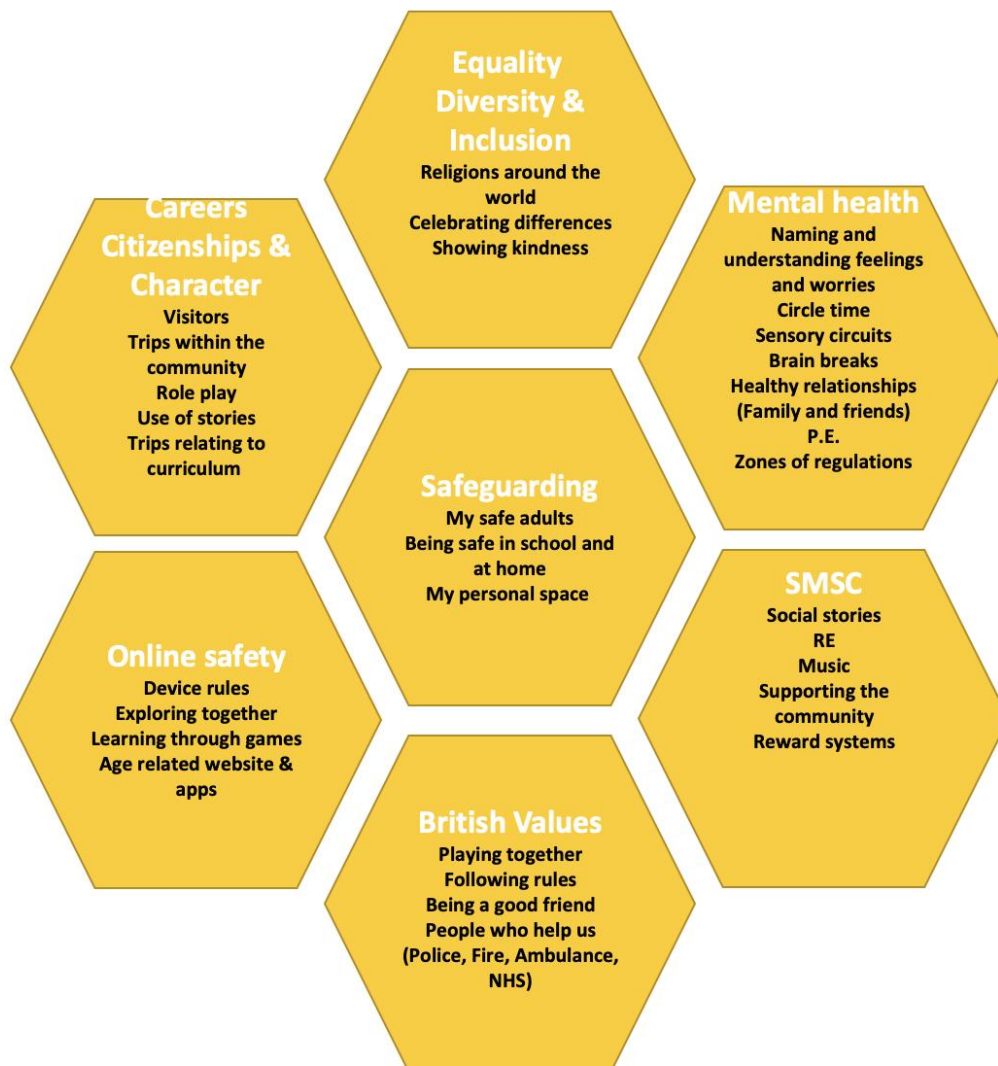 Equality
Diversity &
Inclusion
Religions around the
world
Celebrating differences
Showing kindness
Careers
Citizenships &
Character
Visitors
Trips within the
community
Role play
Use of stories
Trips relating to
curriculum
Mental health
Naming and
understanding feelings
and worries
Circle time
Sensory circuits
Brain breaks
Healthy relationships
(Family and friends)
P.E.
Zones of regulations
Safeguarding
My safe adults
Being safe in school and
at home
My personal space
Online safety
Device rules
Exploring together
Learning through games
Age related website &
apps
SMSC
Social stories
RE
Music
Supporting the
community
Reward systems
British Values
Playing together
Following rules
Being a good friend
People who help us
(Police, Fire, Ambulance,
NHS)